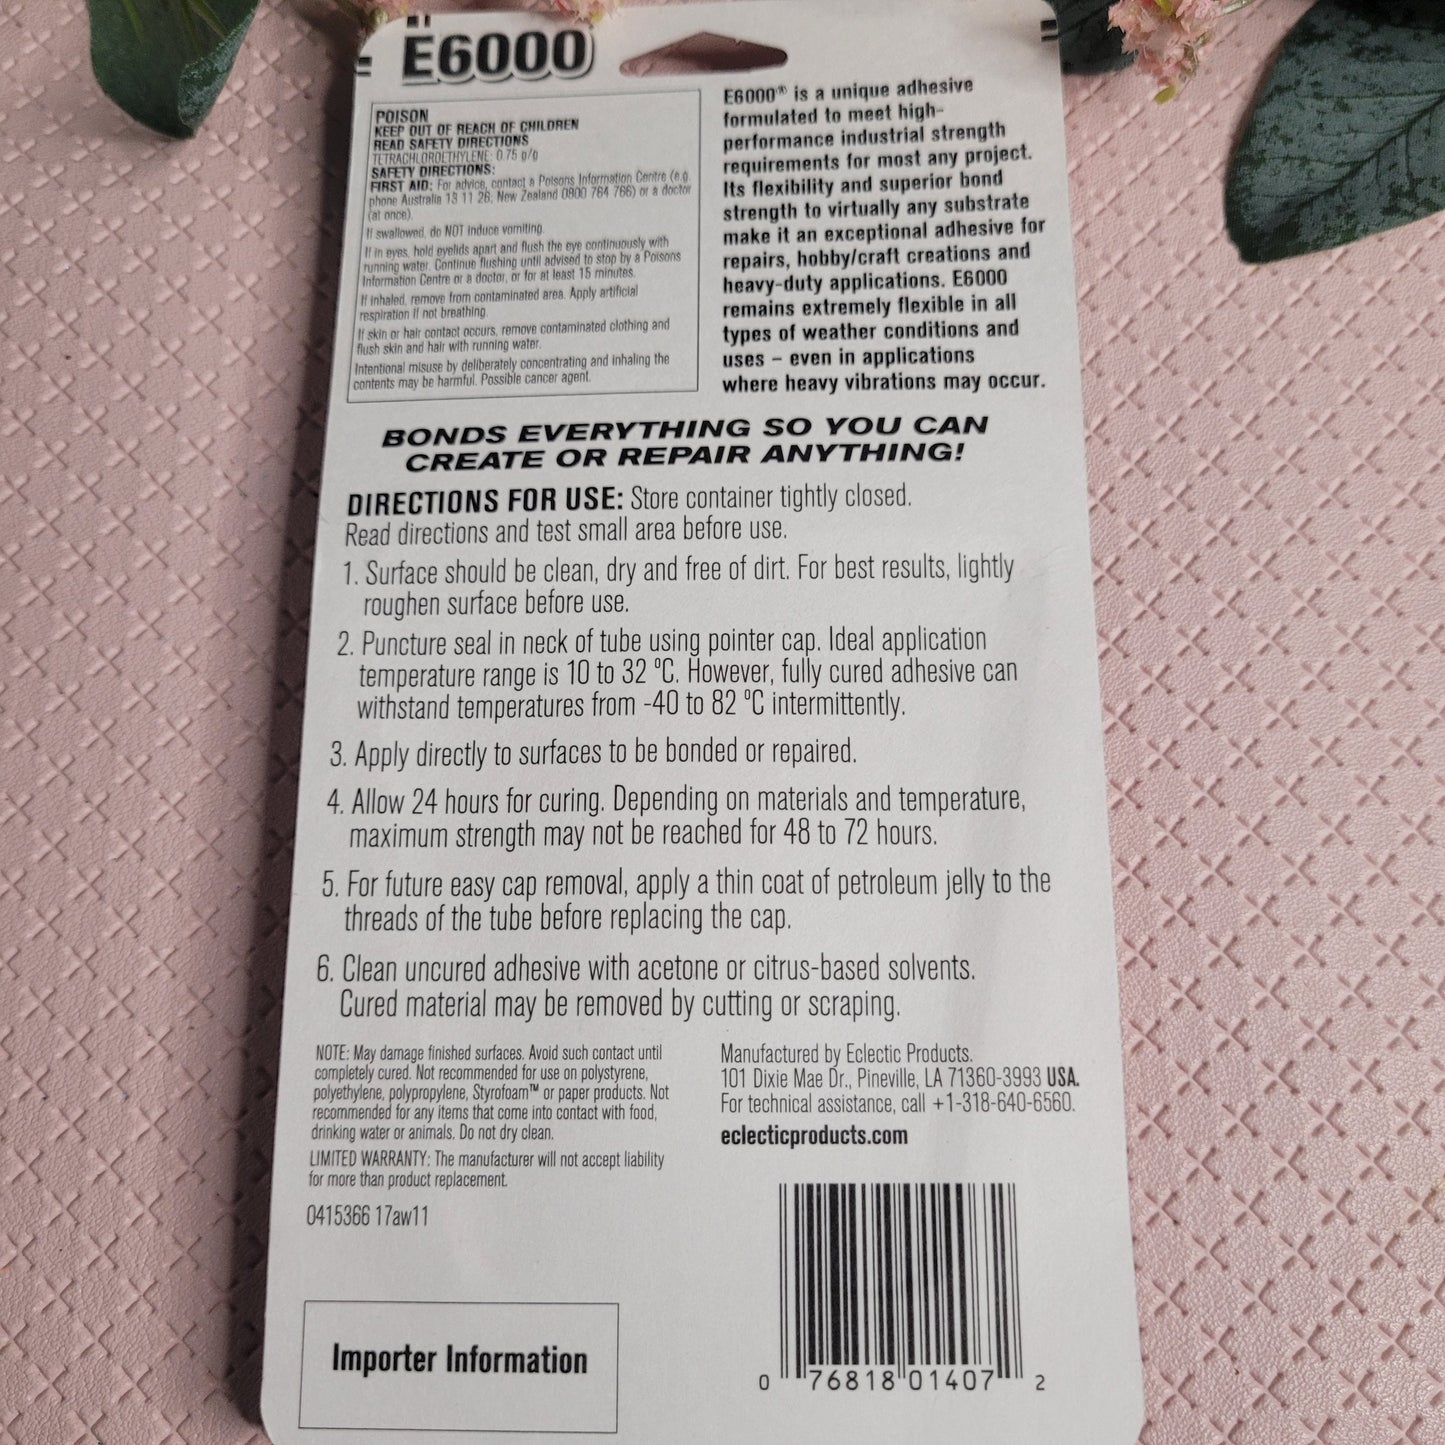 E6000
POISON
KEEP OUT OF REACH OF CHILDREN
READ SAFETY DIRECTIONS
TETRACHLOROETHYLENE: 0.75 g/g
SAFETY DIRECTIONS:
FIRST AID: For advice, contact a Poisons Information Centre (e.g.
phone Australia 13 11 26; New Zealand 0800 764 766) or a doctor
(at once).
If swallowed, do NOT induce vomiting.
If in eyes, hold eyelids apart and flush the eye continuously with
running water. Continue flushing until advised to stop by a Poisons
Information Centre or a doctor, or for at least 15 minutes.
If inhaled, remove from contaminated area. Apply artificial
respiration if not breathing.
If skin or hair contact occurs, remove contaminated clothing and
flush skin and hair with running water.
Intentional misuse by deliberately concentrating and inhaling the
contents may be harmful. Possible cancer agent.
E6000® is a unique adhesive
formulated to meet high-
performance industrial strength
requirements for most any project.
Its flexibility and superior bond
strength to virtually any substrate
make it an exceptional adhesive for
repairs, hobby/craft creations and
heavy-duty applications. E6000
remains extremely flexible in all
types of weather conditions and
uses – even in applications
where heavy vibrations may occur.
BONDS EVERYTHING SO YOU CAN
CREATE OR REPAIR ANYTHING!
DIRECTIONS FOR USE: Store container tightly closed.
Read directions and test small area before use.
1. Surface should be clean, dry and free of dirt. For best results, lightly
roughen surface before use.
2. Puncture seal in neck of tube using pointer cap. Ideal application
temperature range is 10 to 32 ºC. However, fully cured adhesive can
withstand temperatures from -40 to 82 ºC intermittently.
3. Apply directly to surfaces to be bonded or repaired.
4. Allow 24 hours for curing. Depending on materials and temperature,
maximum strength may not be reached for 48 to 72 hours.
5. For future easy cap removal, apply a thin coat of petroleum jelly to the
threads of the tube before replacing the cap.
6. Clean uncured adhesive with acetone or citrus-based solvents.
Cured material may be removed by cutting or scraping.
NOTE: May damage finished surfaces. Avoid such contact until
completely cured. Not recommended for use on polystyrene,
polyethylene, polypropylene, Styrofoam™ or paper products. Not
recommended for any items that come into contact with food,
drinking water or animals. Do not dry clean.
LIMITED WARRANTY: The manufacturer will not accept liability
for more than product replacement.
0415366 17aw11
Manufactured by Eclectic Products.
101 Dixie Mae Dr., Pineville, LA 71360-3993 USA.
For technical assistance, call +1-318-640-6560.
eclecticproducts.com
Importer Information
0 76818 01407 2